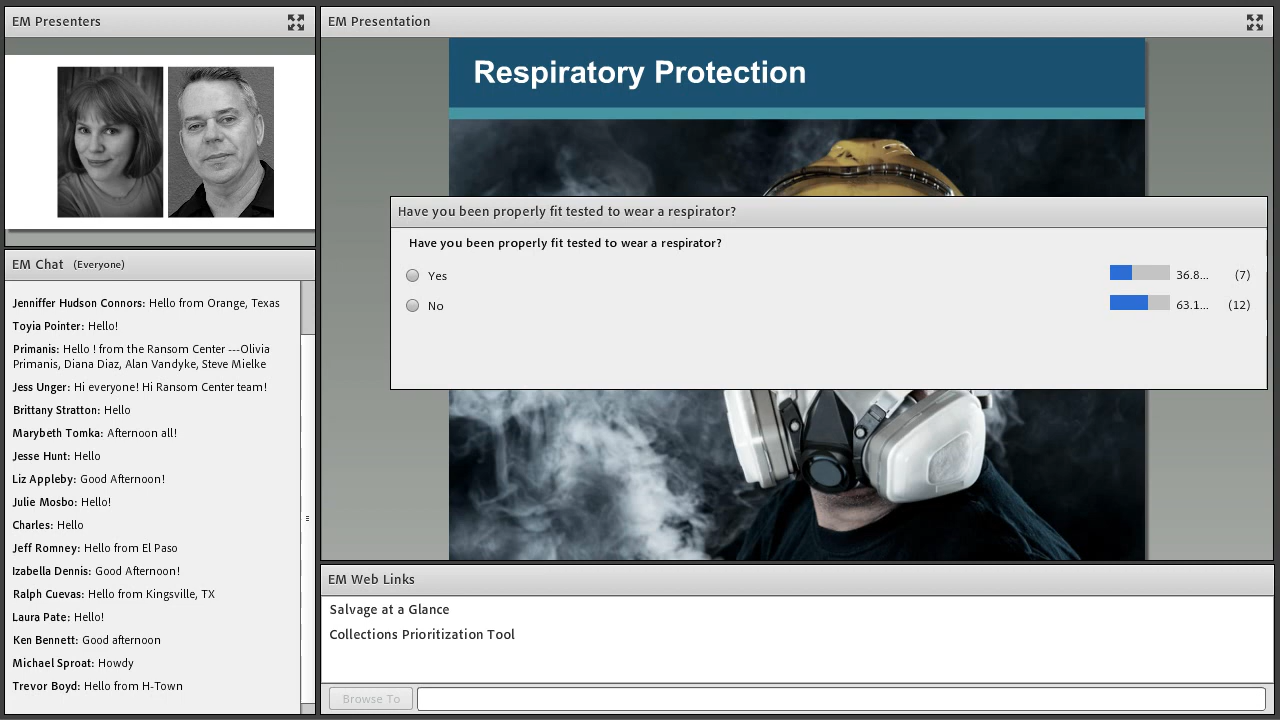 EM Presenters
EM Chat (Everyone)
Jenniffer Hudson Connors: Hello from Orange, Texas
Toyia Pointer: Hello!
Primanis: Hello ! from the Ransom Center ---Olivia
Primanis, Diana Diaz, Alan Vandyke, Steve Mielke
Jess Unger: Hi everyone! Hi Ransom Center team!
Brittany Stratton: Hello
Marybeth Tomka: Afternoon all!
Jesse Hunt: Hello
Liz Appleby: Good Afternoon!
Julie Mosbo: Hello!
Charles: Hello
Jeff Romney: Hello from El Paso
Izabella Dennis: Good Afternoon!
Ralph Cuevas: Hello from Kingsville, TX
Laura Pate: Hello!
Ken Bennett: Good afternoon
Michael Sproat: Howdy
Trevor Boyd: Hello from H-Town
EM Presentation
Respiratory Protection
Have you been properly fit tested to wear a respirator?
Have you been properly fit tested to wear a respirator?
Yes 36.8... (7)
No 63.1... (12)
EM Web Links
Salvage at a Glance
Collections Prioritization Tool
Browse To